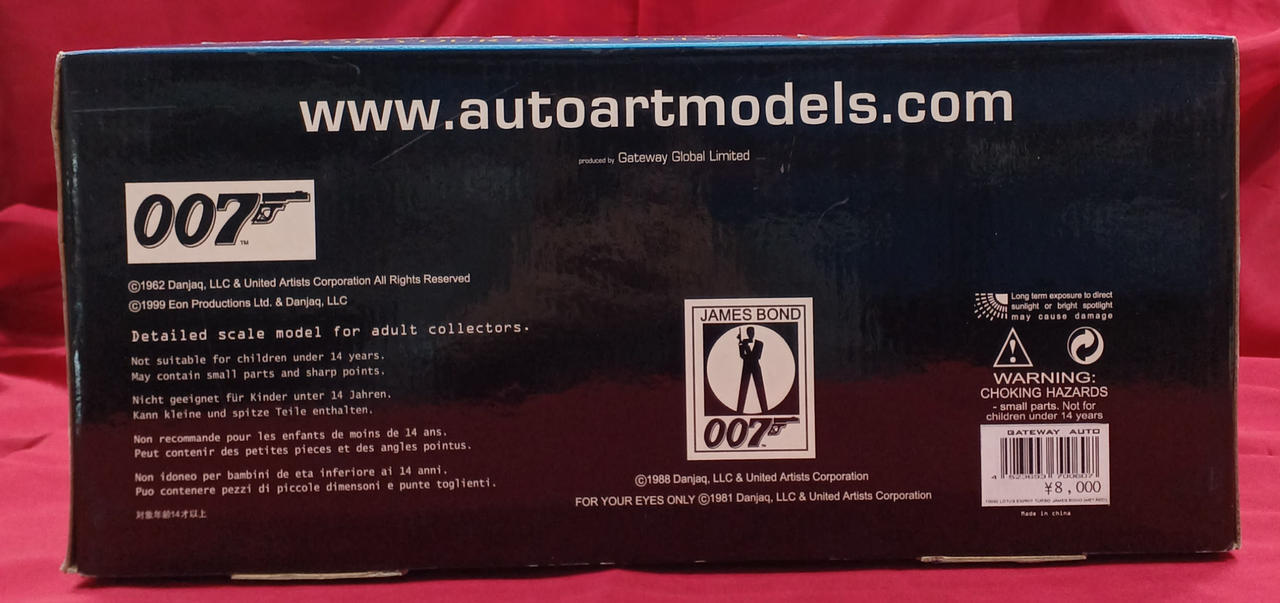 www.autoartmodels.com
produced by Gateway Global Limited
007
TM
©1962 Danjaq, LLC & United Artists Corporation All Rights Reserved
©1999 Eon Productions Ltd. & Danjaq, LLC
Detailed scale model for adult collectors.
Not suitable for children under 14 years.
May contain small parts and sharp points.
Nicht geeignet für Kinder unter 14 Jahren.
Kann kleine und spitze Teile enthalten.
Non recommande pour les enfants de moins de 14 ans.
Peut contenir des petites pieces et des angles pointus.
Non idoneo per bambini de eta inferiore ai 14 anni.
Puo contenere pezzi di piccole dimensoni e punte toglienti.
対象年齢14才以上
JAMES BOND
007
©1988 Danjaq, LLC & United Artists Corporation
FOR YOUR EYES ONLY ©1981 Danjaq, LLC & United Artists Corporation
Long term exposure to direct
sunlight or bright spotlight
may cause damage
WARNING:
CHOKING HAZARDS
- small parts. Not for
children under 14 years
GATEWAY AUTO
¥8,000
LOTUS ESPRIT TURBO JAMES BOND
Made in china